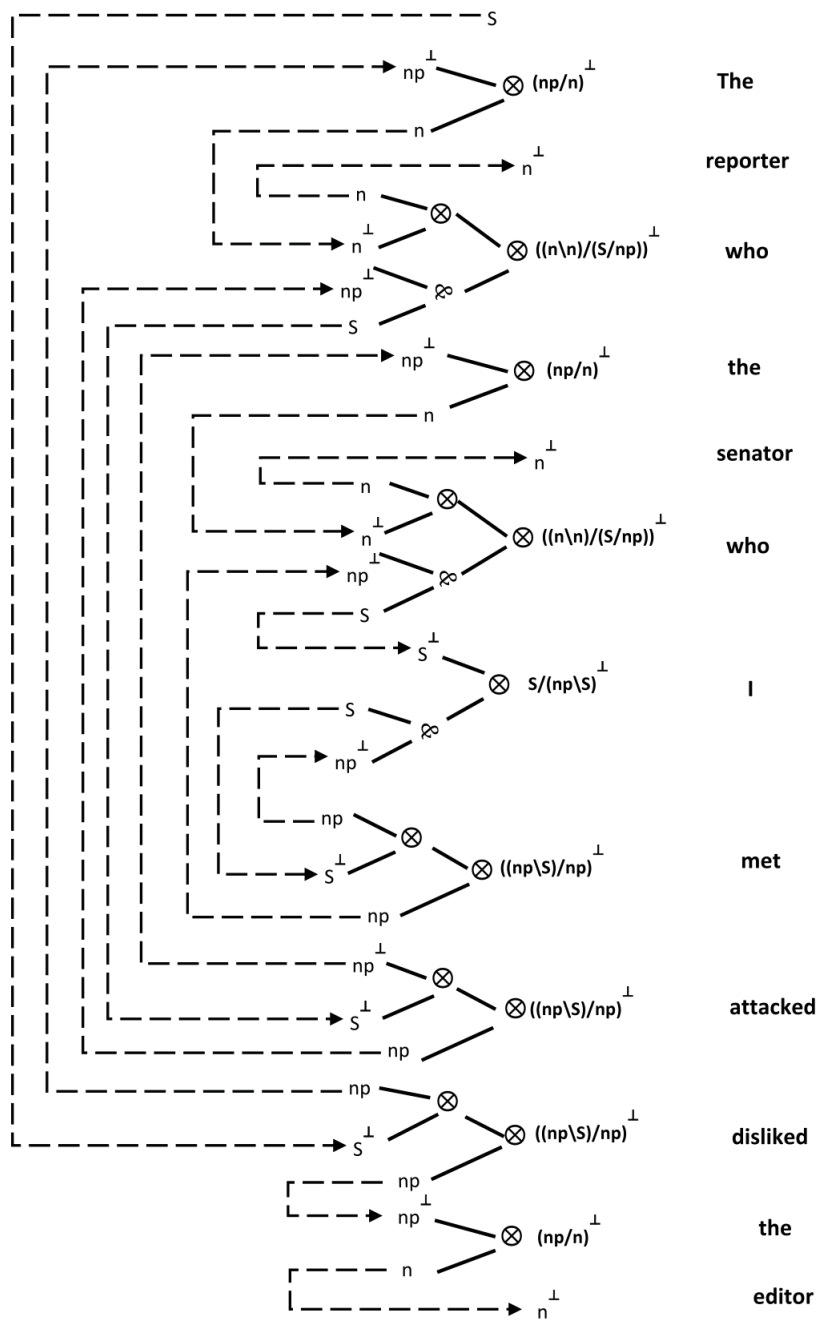 S
np⊥ ⊗ (np/n)⊥ The
n
n⊥ reporter
n ⊗
n⊥ ⊗ ((n\n)/(S/np))⊥ who
np⊥ &
S
np⊥ ⊗ (np/n)⊥ the
n
n⊥ senator
n ⊗
n⊥ ⊗ ((n\n)/(S/np))⊥ who
np⊥ &
S
S⊥ ⊗ S/(np\S)⊥ I
S &
np⊥
np ⊗
S⊥ ⊗ ((np\S)/np)⊥ met
np
np⊥ ⊗
S⊥ ⊗ ((np\S)/np)⊥ attacked
np
np ⊗
S⊥ ⊗ ((np\S)/np)⊥ disliked
np
np⊥ ⊗ (np/n)⊥ the
n
n⊥ editor